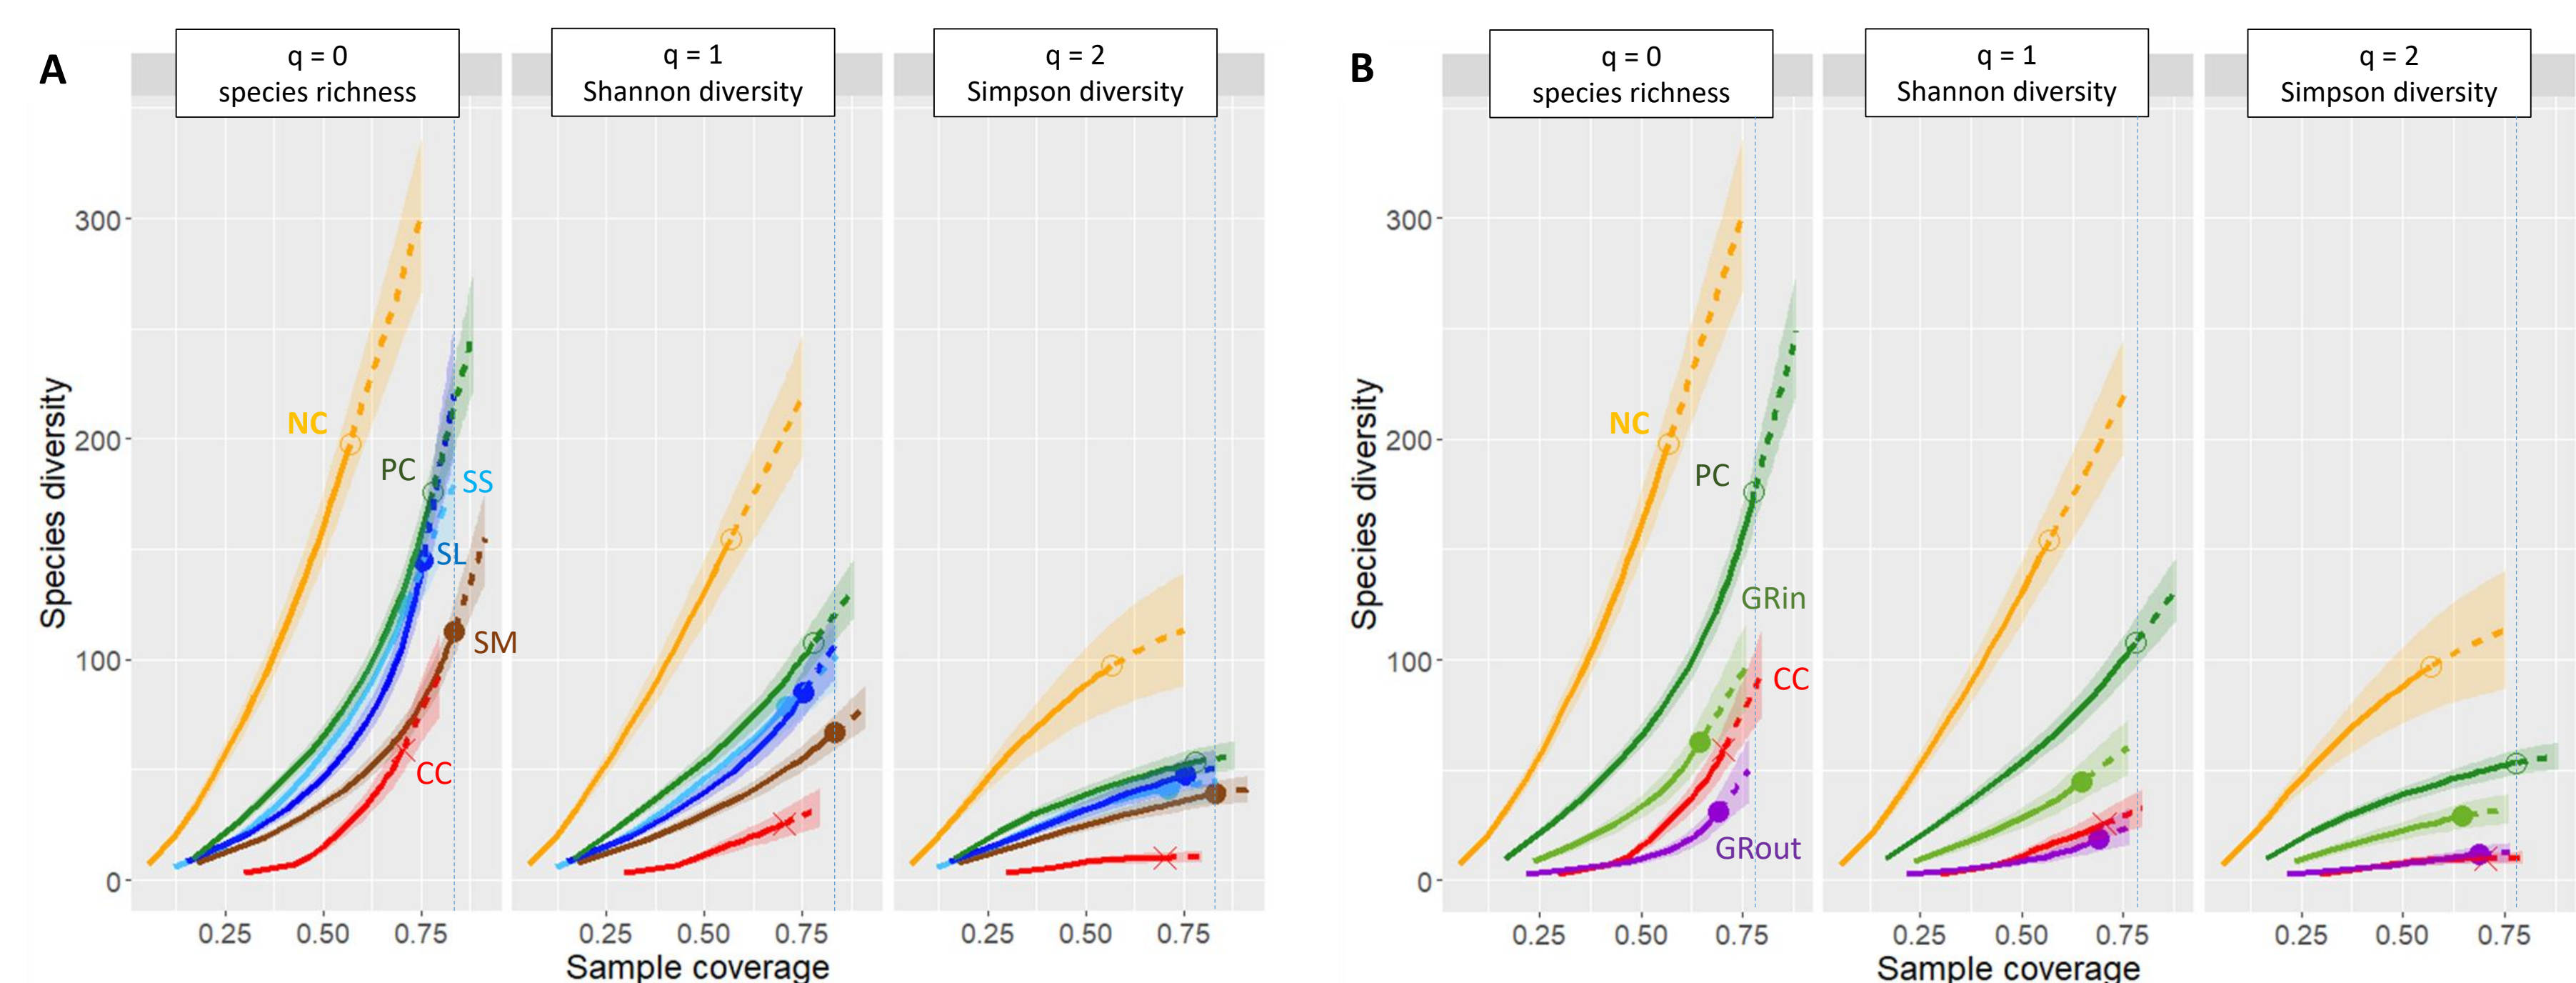 A
q = 0
species richness
q = 1
Shannon diversity
q = 2
Simpson diversity
Species diversity
300
200
100
0
NC
PC
SS
SL
SM
CC
0.25 0.50 0.75
0.25 0.50 0.75
0.25 0.50 0.75
Sample coverage
B
q = 0
species richness
q = 1
Shannon diversity
q = 2
Simpson diversity
Species diversity
300
200
100
0
NC
PC
GRin
CC
GRout
0.25 0.50 0.75
0.25 0.50 0.75
0.25 0.50 0.75
Sample coverage